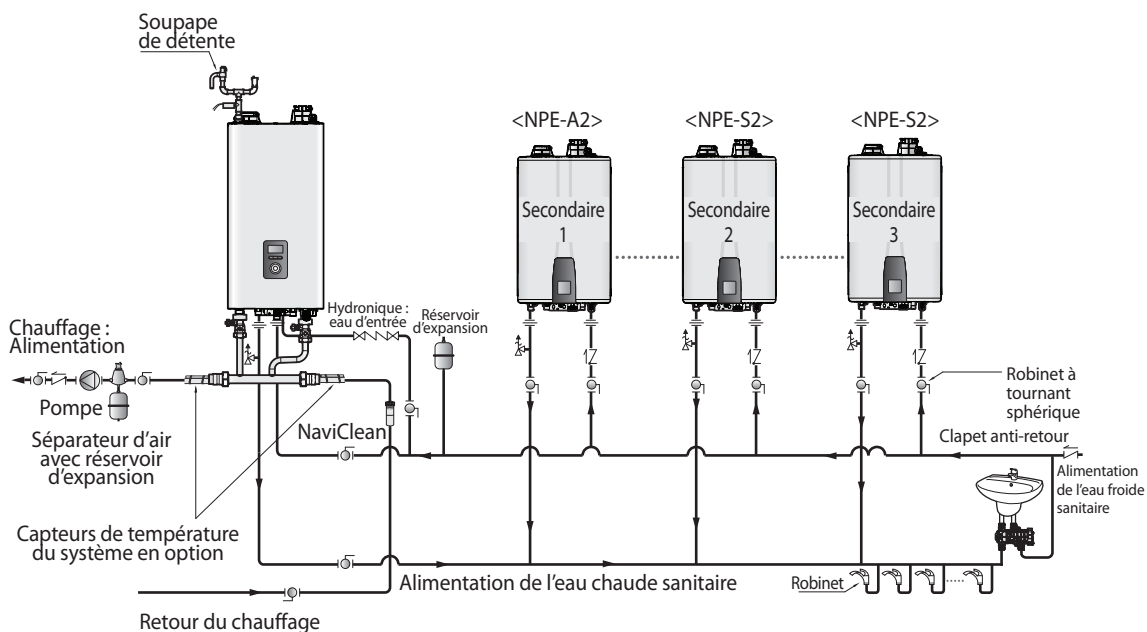 Soupape
de détente
<NPE-A2>
<NPE-S2>
<NPE-S2>
Secondaire
1
Secondaire
2
Secondaire
3
Hydronique :
eau d'entrée
Réservoir
d'expansion
Chauffage :
Alimentation
Pompe
Séparateur d'air
avec réservoir
d'expansion
NaviClean
Robinet à
tournant
sphérique
Clapet anti-retour
Alimentation
de l'eau froide
sanitaire
Capteurs de température
du système en option
Alimentation de l'eau chaude sanitaire
Robinet
Retour du chauffage